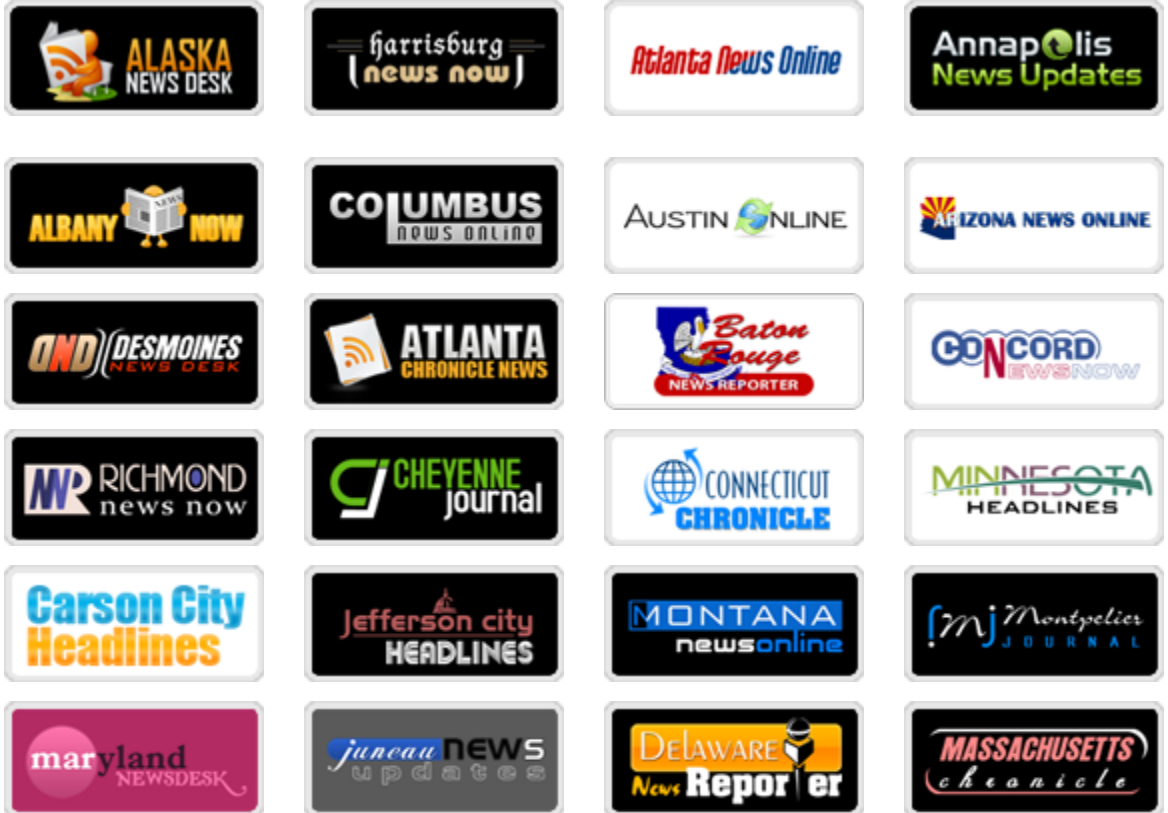 ALASKA
NEWS DESK
harrisburg
news now
Atlanta News Online
Annapolis
News Updates
ALBANY NEWS NOW
COLUMBUS
news online
AUSTIN ONLINE
ARIZONA NEWS ONLINE
DND DESMOINES
NEWS DESK
ATLANTA
CHRONICLE NEWS
Baton
Rouge
NEWS REPORTER
CONCORD
NEWSNOW
NNR RICHMOND
news now
CJ CHEYENNE
journal
CONNECTICUT
CHRONICLE
MINNESOTA
HEADLINES
Carson City
Headlines
Jefferson city
HEADLINES
MONTANA
newsonline
mj Montpelier
JOURNAL
maryland
NEWSDESK
juneau NEWS
updates
DELAWARE
News Reporter
MASSACHUSETTS
chronicle